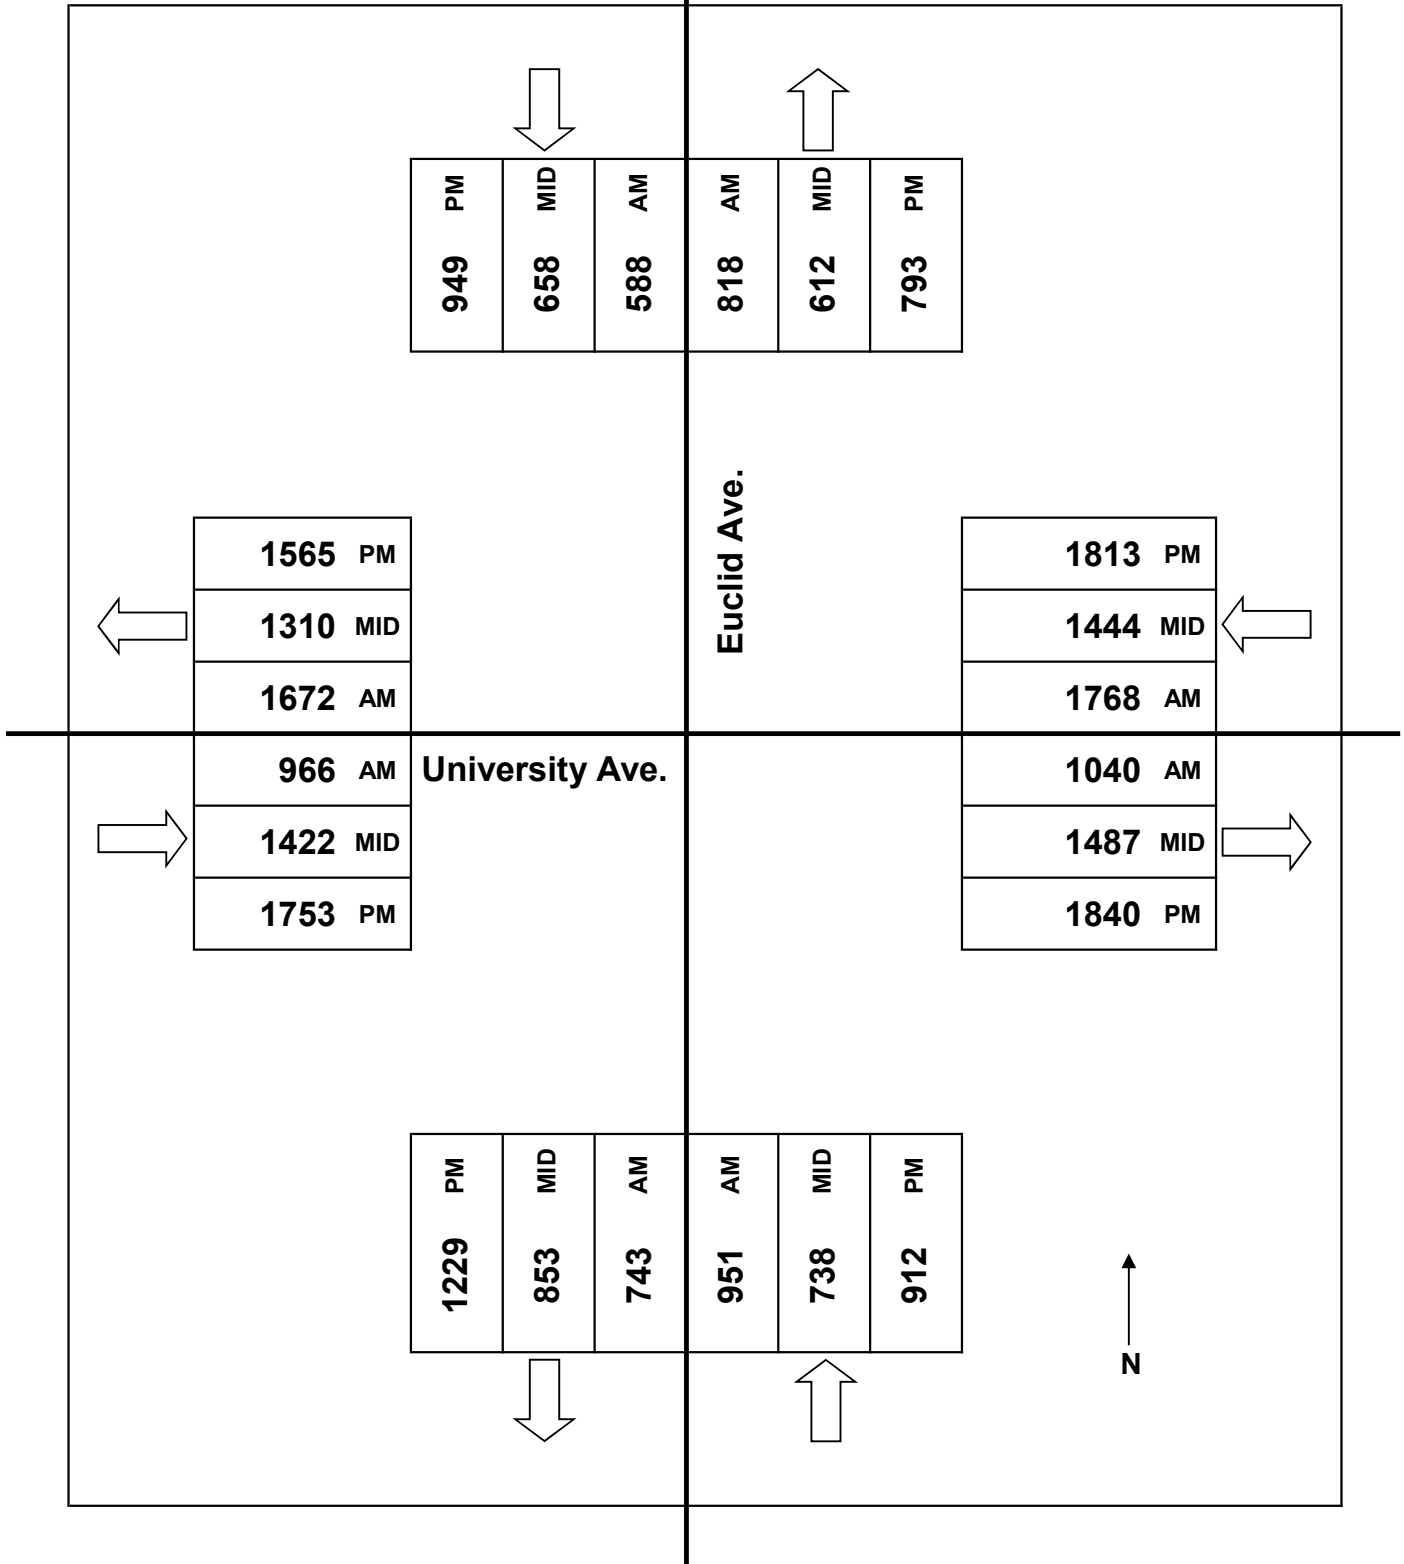 PM MID AM AM MID PM
949 658 588 818 612 793
Euclid Ave.
1565 PM
1310 MID
1672 AM
966 AM
1422 MID
1753 PM
University Ave.
1813 PM
1444 MID
1768 AM
1040 AM
1487 MID
1840 PM
PM MID AM AM MID PM
1229 853 743 951 738 912
N